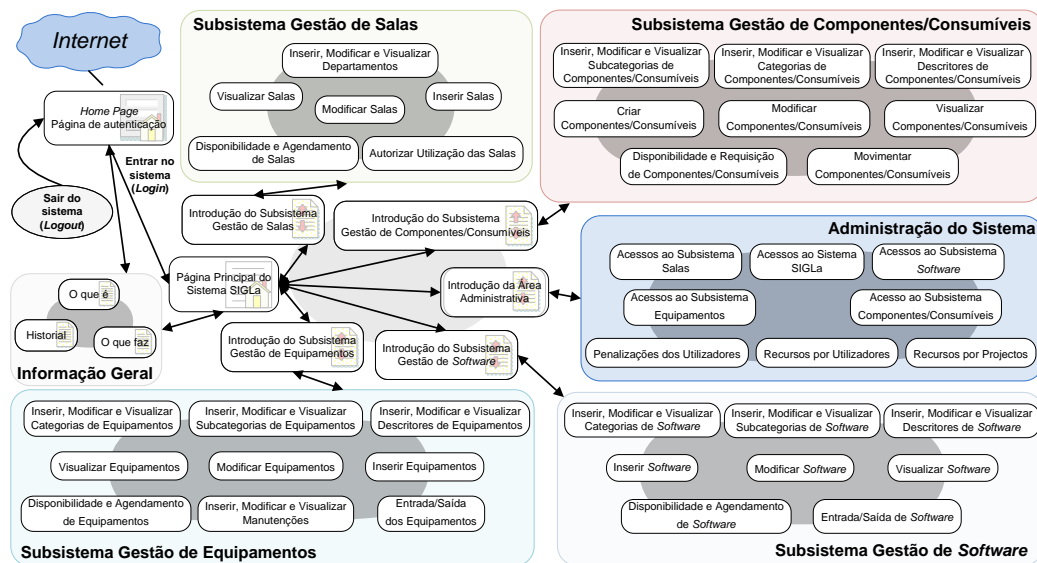 Internet
Home Page
Página de autenticação
Entrar no
sistema
(Login)
Sair do
sistema
(Logout)
Subsistema Gestão de Salas
Inserir, Modificar e Visualizar
Departamentos
Visualizar Salas
Modificar Salas
Inserir Salas
Disponibilidade e Agendamento
de Salas
Autorizar Utilização das Salas
Subsistema Gestão de Componentes/Consumíveis
Inserir, Modificar e Visualizar
Subcategorias de
Componentes/Consumíveis
Inserir, Modificar e Visualizar
Categorias de
Componentes/Consumíveis
Inserir, Modificar e Visualizar
Descritores de
Componentes/Consumíveis
Criar
Componentes/Consumíveis
Modificar
Componentes/Consumíveis
Visualizar
Componentes/Consumíveis
Disponibilidade e Requisição
de Componentes/Consumíveis
Movimentar
Componentes/Consumíveis
Introdução do Subsistema
Gestão de Salas
Introdução do Subsistema
Gestão de Componentes/Consumíveis
Página Principal do
Sistema SIGLa
Introdução da Área
Administrativa
Introdução do Subsistema
Gestão de Equipamentos
Introdução do Subsistema
Gestão de Software
O que é
Historial
O que faz
Informação Geral
Administração do Sistema
Acessos ao Subsistema
Salas
Acessos ao Sistema
SIGLa
Acessos ao Subsistema
Software
Acessos ao Subsistema
Equipamentos
Acesso ao Subsistema
Componentes/Consumíveis
Penalizações dos Utilizadores
Recursos por Utilizadores
Recursos por Projectos
Inserir, Modificar e Visualizar
Categorias de Equipamentos
Inserir, Modificar e Visualizar
Subcategorias de Equipamentos
Inserir, Modificar e Visualizar
Descritores de Equipamentos
Visualizar Equipamentos
Modificar Equipamentos
Inserir Equipamentos
Disponibilidade e Agendamento
de Equipamentos
Inserir, Modificar e Visualizar
Manutenções
Entrada/Saída
dos Equipamentos
Subsistema Gestão de Equipamentos
Inserir, Modificar e Visualizar
Categorias de Software
Inserir, Modificar e Visualizar
Subcategorias de Software
Inserir, Modificar e Visualizar
Descritores de Software
Inserir Software
Modificar Software
Visualizar Software
Disponibilidade e Agendamento
de Software
Entrada/Saída de Software
Subsistema Gestão de Software